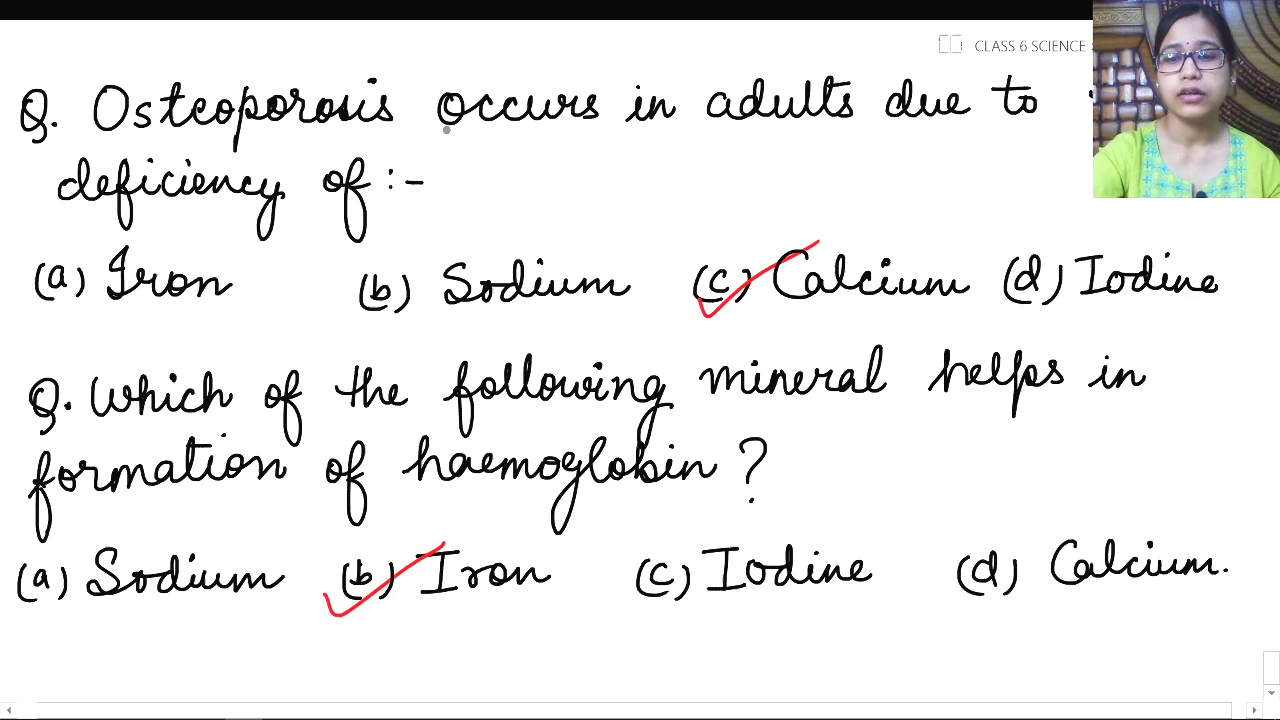 CLASS 6 SCIENCE
Q. Osteoporosis occurs in adults due to
deficiency of :-
(a) Iron (b) Sodium (c) Calcium (d) Iodine
Q. Which of the following mineral helps in
formation of haemoglobin ?
(a) Sodium (b) Iron (c) Iodine (d) Calcium.